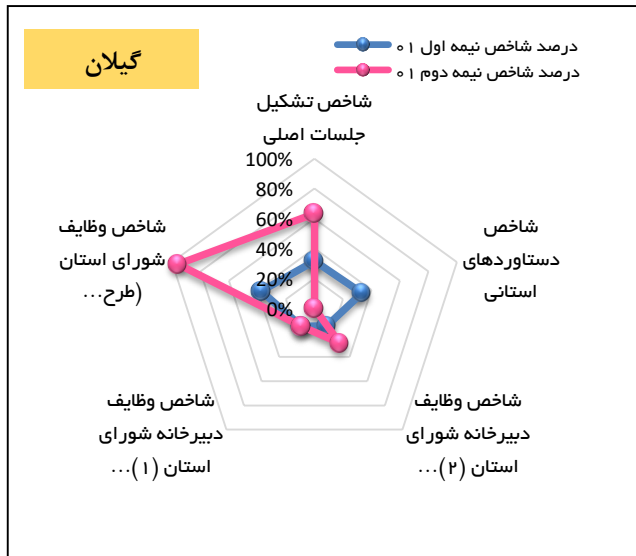 گیلان
درصد شاخص نیمه اول ۰۱
درصد شاخص نیمه دوم ۰۱
شاخص تشکیل
جلسات اصلی
100%
80%
60%
40%
20%
0%
شاخص
دستاوردهای
استانی
شاخص وظایف
دبیرخانه شورای
استان (۲)...
شاخص وظایف
دبیرخانه شورای
استان (۱)...
شاخص وظایف
شورای استان
(طرح...